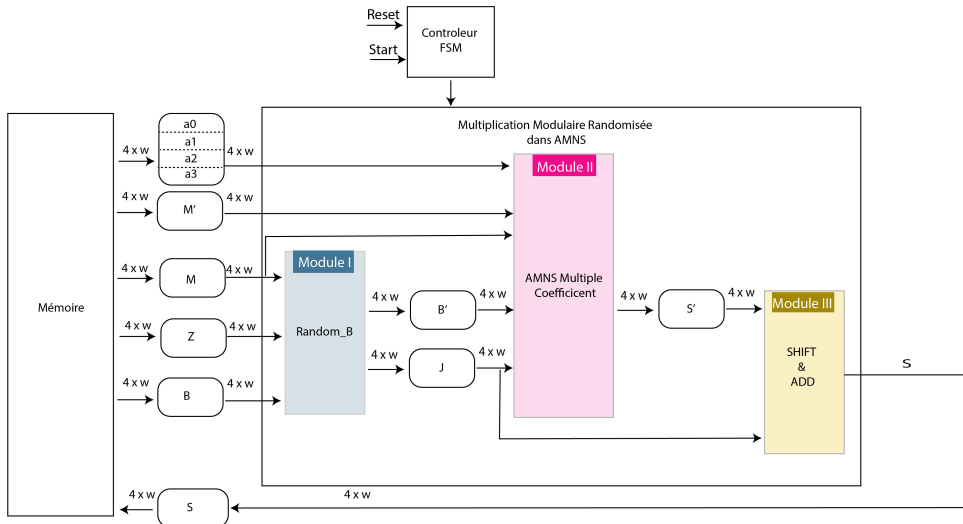 Reset
Controleur
FSM
Start
Multiplication Modulaire Randomisée
dans AMNS
a0
a1
4 x w
a2
4 x w
a3
Module II
4 x w
M'
4 x w
Module I
4 x w
M
4 x w
AMNS Multiple
Coefficicent
Mémoire
4 x w
B'
4 x w
4 x w
S'
4 x w
Module III
4 x w
Z
4 x w
Random_B
4 x w
J
4 x w
SHIFT
&
ADD
S
4 x w
B
4 x w
4 x w
S
4 x w